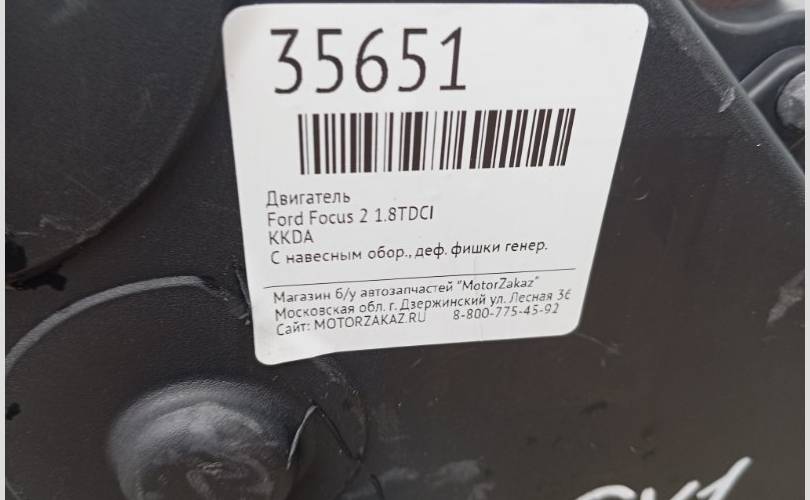 35651
Двигатель
Ford Focus 2 1.8TDCI
KKDA
С навесным обор., деф. фишки генер.
Магазин б/у автозапчастей "MotorZakaz"
Московская обл. г. Дзержинский ул. Лесная 36
Сайт: MOTORZAKAZ.RU 8-800-775-45-92